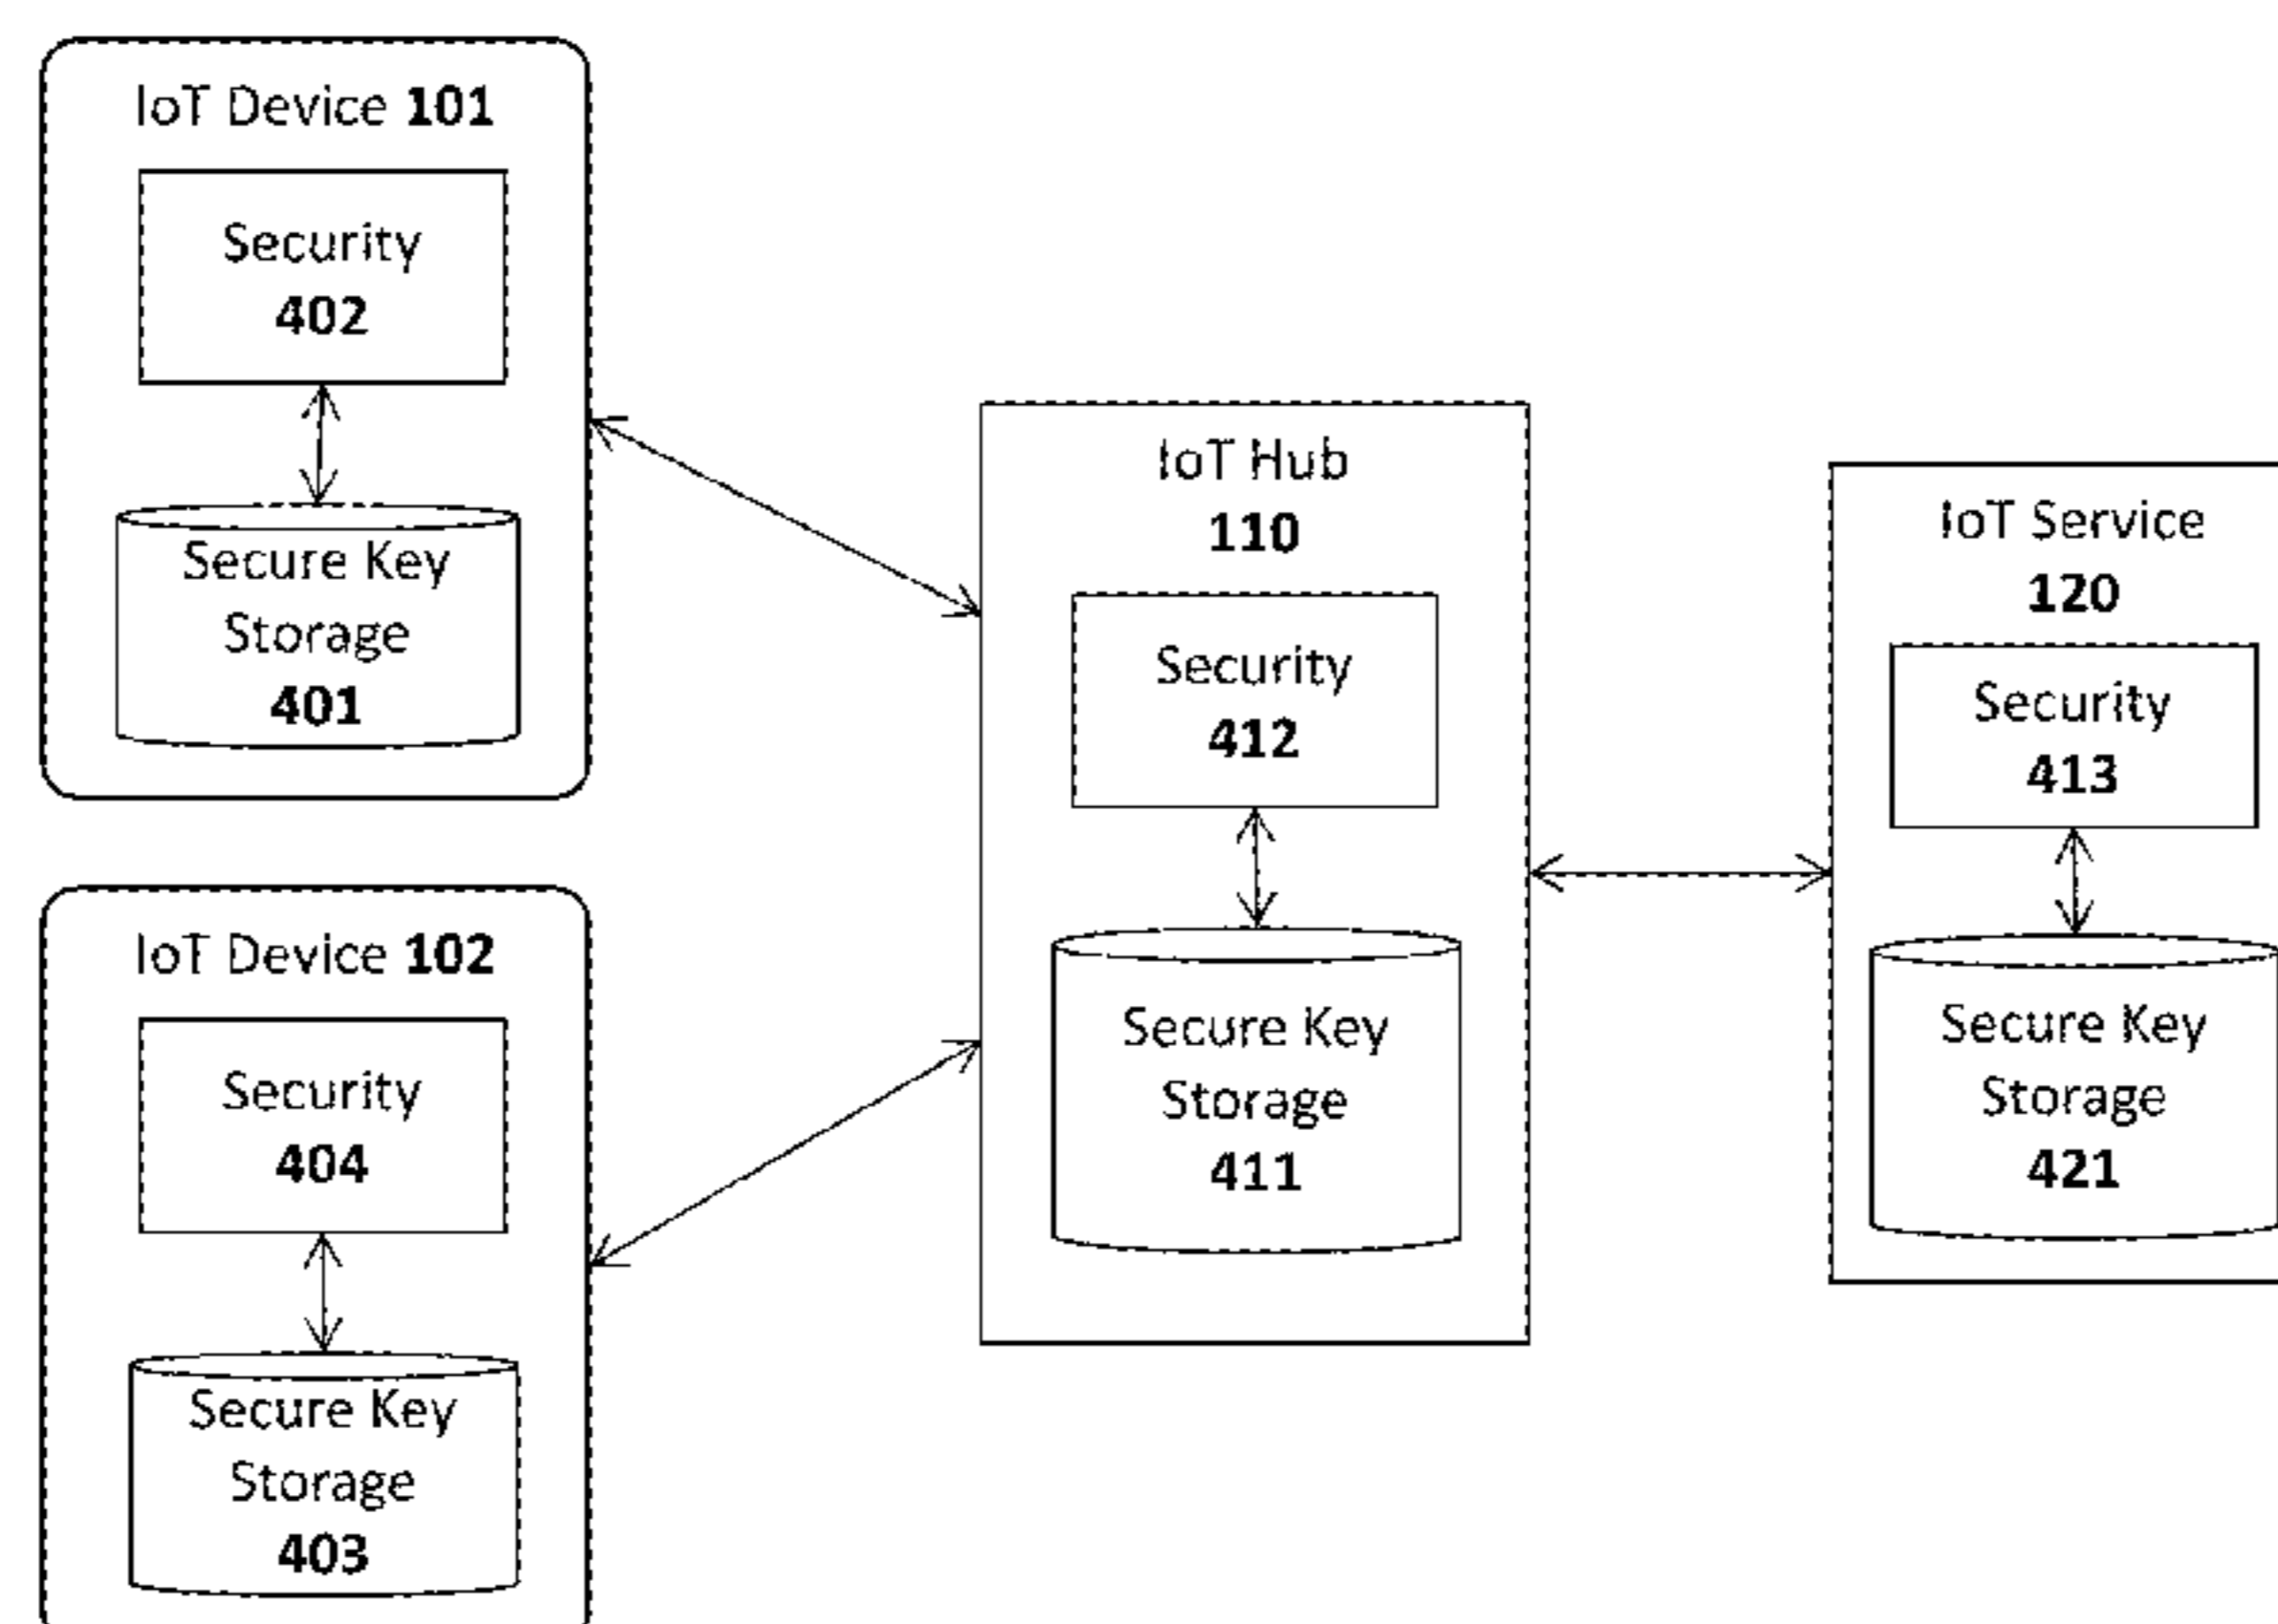 IoT Device 101
Security
402
Secure Key
Storage
401
IoT Device 102
Security
404
Secure Key
Storage
403
IoT Hub
110
Security
412
Secure Key
Storage
411
IoT Service
120
Security
413
Secure Key
Storage
421